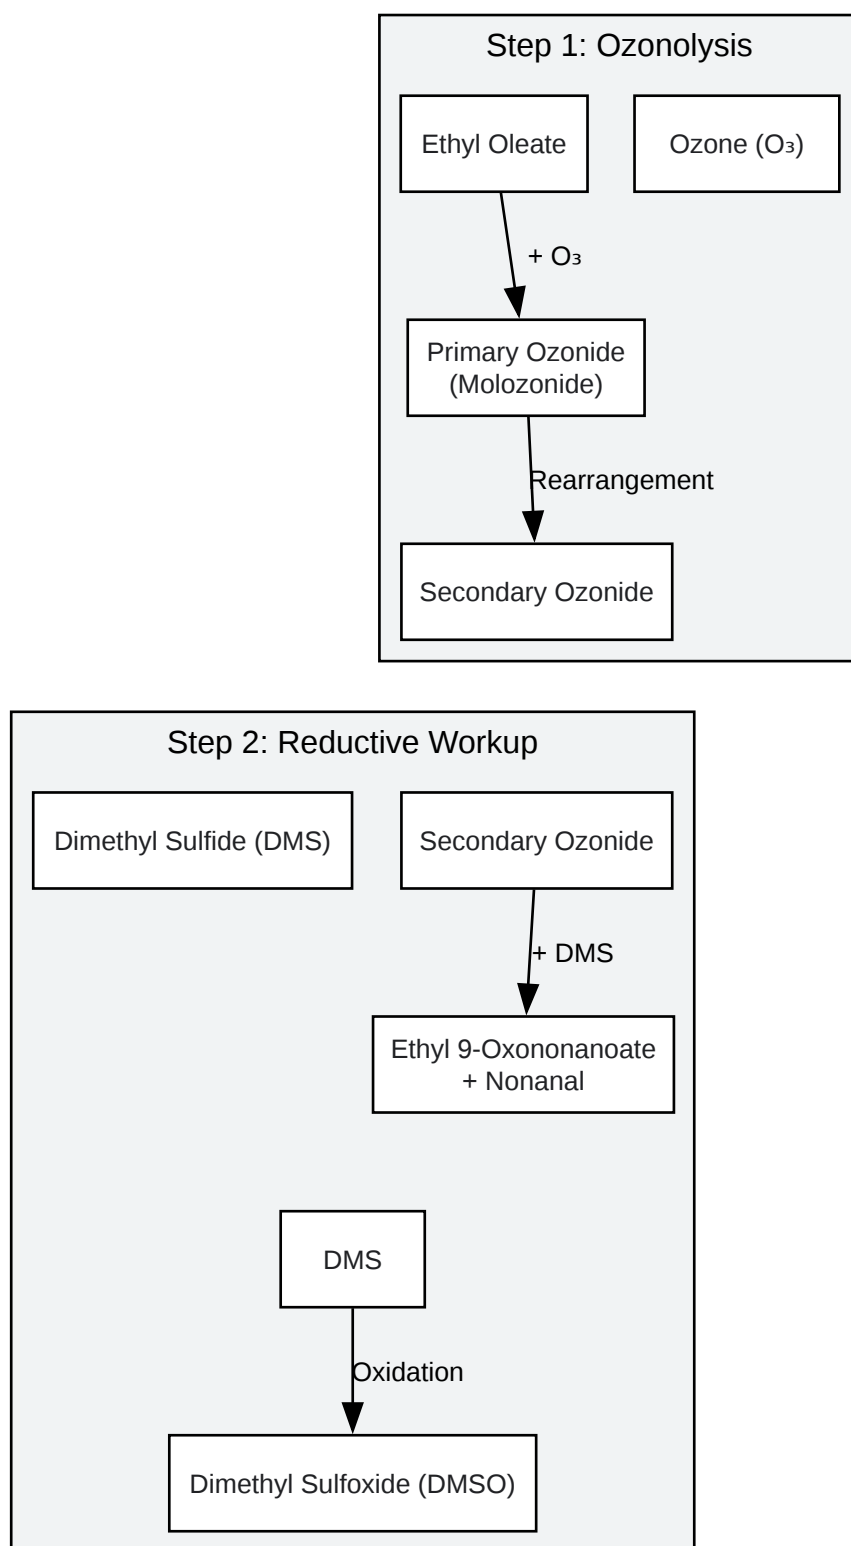 Step 1: Ozonolysis
Ethyl Oleate
Ozone (O₃)
+ O₃
Primary Ozonide
(Molozonide)
Rearrangement
Secondary Ozonide
Step 2: Reductive Workup
Dimethyl Sulfide (DMS)
Secondary Ozonide
+ DMS
Ethyl 9-Oxononanoate
+ Nonanal
DMS
Oxidation
Dimethyl Sulfoxide (DMSO)